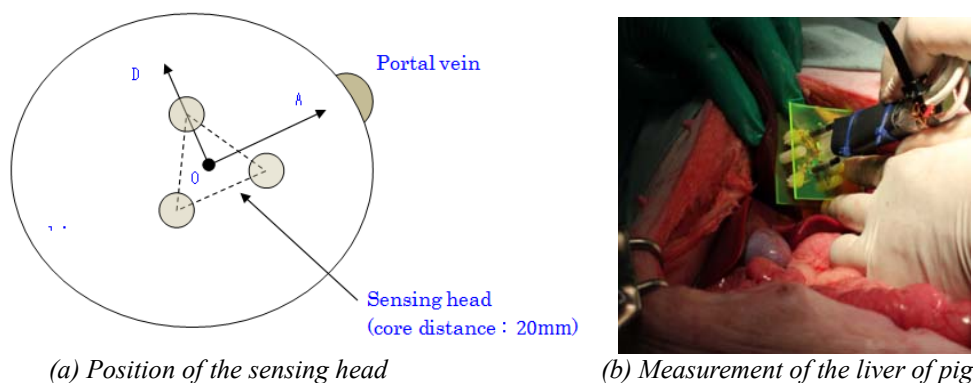 Portal vein
D
A
O
Sensing head
(core distance : 20mm)
(a) Position of the sensing head
(b) Measurement of the liver of pig